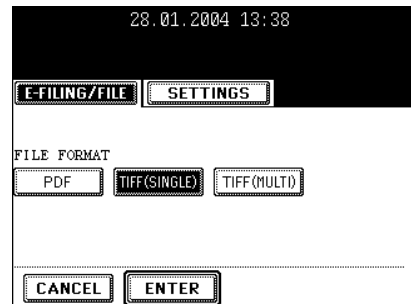 28.01.2004 13:38
E-FILING/FILE SETTINGS
FILE FORMAT
PDF TIFF(SINGLE) TIFF(MULTI)
CANCEL ENTER